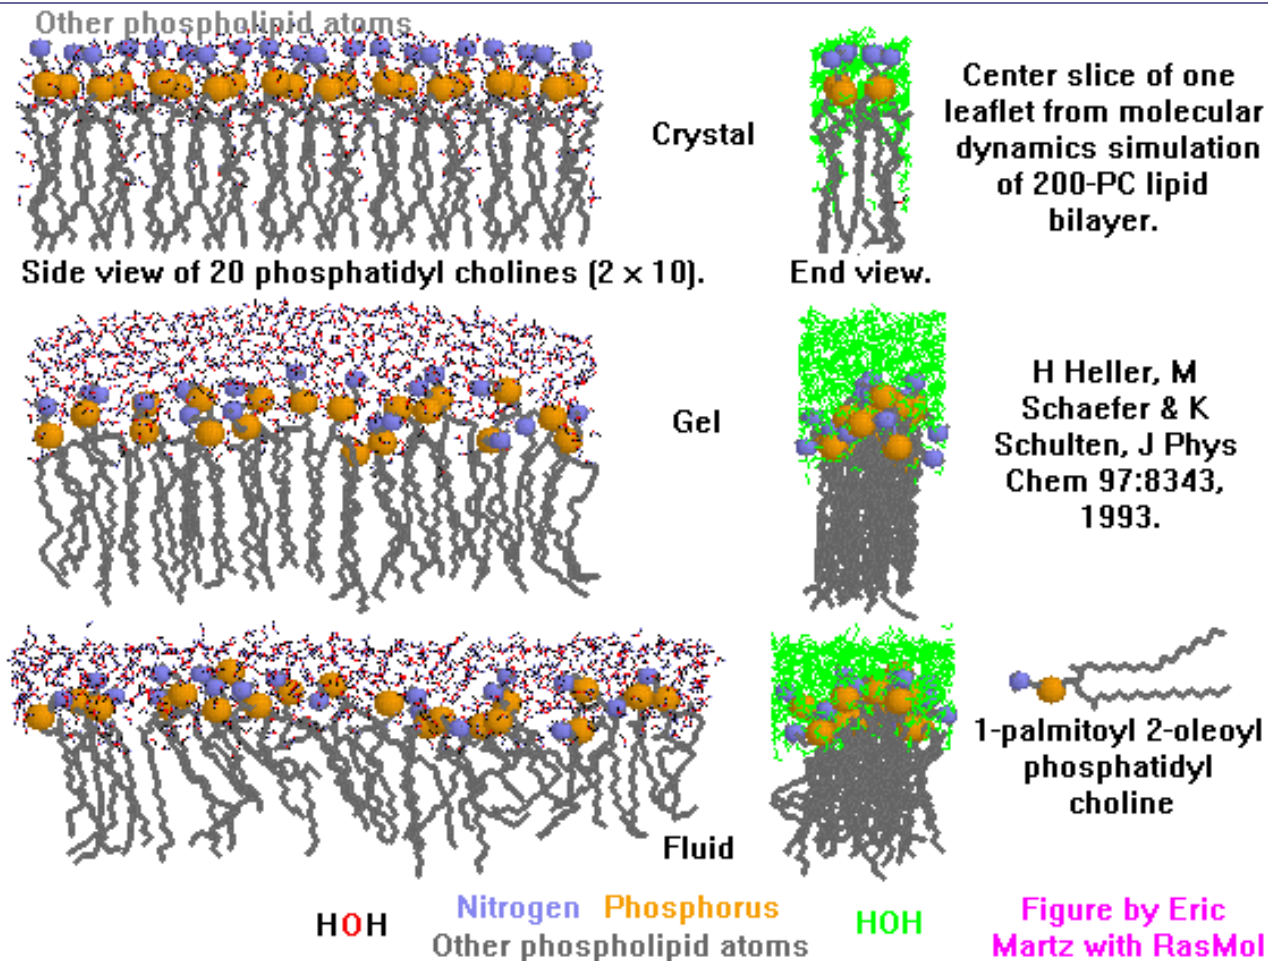 Other phospholipid atoms
Crystal
Center slice of one
leaflet from molecular
dynamics simulation
of 200-PC lipid
bilayer.
Side view of 20 phosphatidyl cholines (2 × 10).
End view.
Gel
H Heller, M
Schaefer & K
Schulten, J Phys
Chem 97:8343,
1993.
1-palmitoyl 2-oleoyl
phosphatidyl
choline
Fluid
HOH
Nitrogen Phosphorus
Other phospholipid atoms
HOH
Figure by Eric
Martz with RasMol